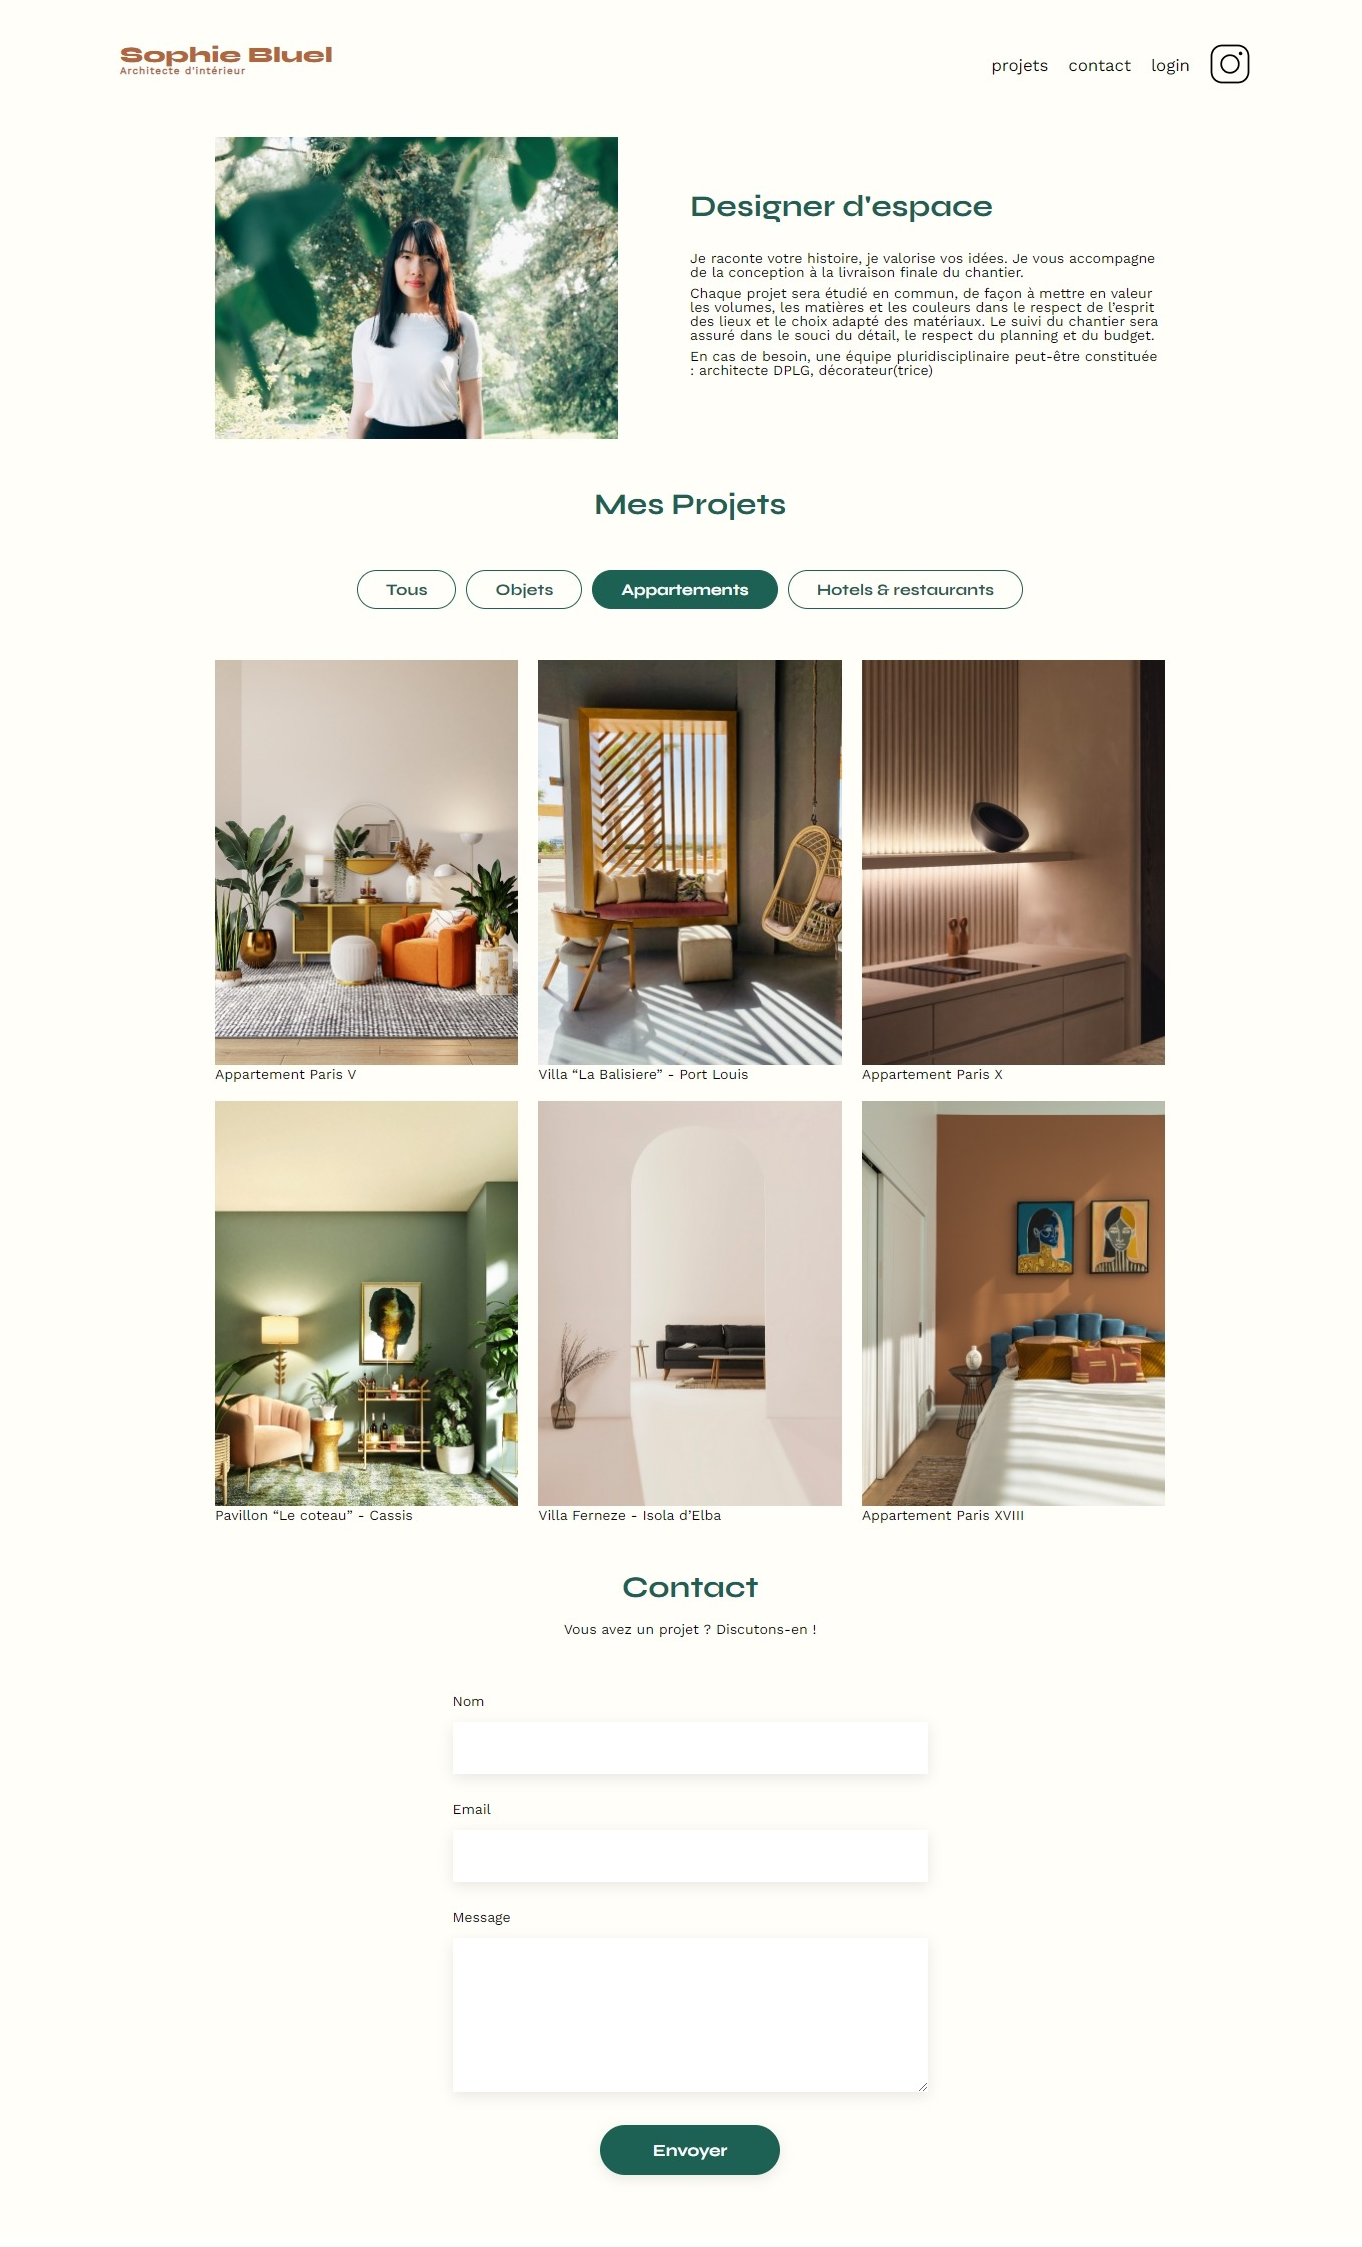 Sophie Bluel
Architecte d'intérieur
projets contact login
Designer d'espace
Je raconte votre histoire, je valorise vos idées. Je vous accompagne
de la conception à la livraison finale du chantier.
Chaque projet sera étudié en commun, de façon à mettre en valeur
les volumes, les matières et les couleurs dans le respect de l’esprit
des lieux et le choix adapté des matériaux. Le suivi du chantier sera
assuré dans le souci du détail, le respect du planning et du budget.
En cas de besoin, une équipe pluridisciplinaire peut-être constituée
: architecte DPLG, décorateur(trice)
Mes Projets
Tous Objets Appartements Hotels & restaurants
Appartement Paris V
Villa “La Balisiere” - Port Louis
Appartement Paris X
Pavillon “Le coteau” - Cassis
Villa Ferneze - Isola d’Elba
Appartement Paris XVIII
Contact
Vous avez un projet ? Discutons-en !
Nom
Email
Message
Envoyer